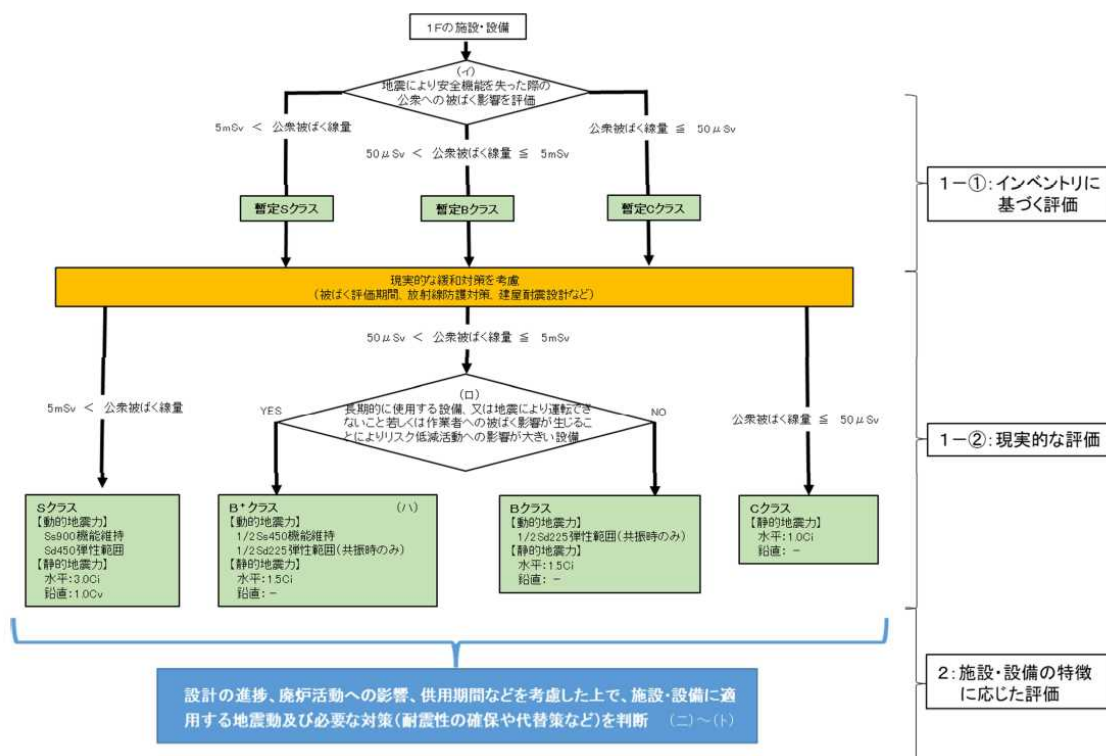 1Fの施設・設備
(イ)
地震により安全機能を失った際の
公衆への被ばく影響を評価
5mSv ＜ 公衆被ばく線量
50μSv ＜ 公衆被ばく線量 ≦ 5mSv
公衆被ばく線量 ≦ 50μSv
暫定Sクラス
暫定Bクラス
暫定Cクラス
1－①：インベントリに
基づく評価
現実的な緩和対策を考慮
(被ばく評価期間、放射線防護対策、建屋耐震設計など)
50μSv ＜ 公衆被ばく線量 ≦ 5mSv
5mSv ＜ 公衆被ばく線量
(ロ)
長期的に使用する設備、又は地震により運転でき
ないこと若しくは作業者への被ばく影響が生じるこ
とによりリスク低減活動への影響が大きい設備
YES
NO
公衆被ばく線量 ≦ 50μSv
1－②：現実的な評価
Sクラス
【動的地震力】
Ss900機能維持
Sd450弾性範囲
【静的地震力】
水平：3.0Ci
鉛直：1.0Cv
B⁺クラス (ハ)
【動的地震力】
1/2Ss450機能維持
1/2Sd225弾性範囲(共振時のみ)
【静的地震力】
水平：1.5Ci
鉛直：－
Bクラス
【動的地震力】
1/2Sd225弾性範囲(共振時のみ)
【静的地震力】
水平：1.5Ci
鉛直：－
Cクラス
【静的地震力】
水平：1.0Ci
鉛直：－
2：施設・設備の特徴
に応じた評価
設計の進捗、廃炉活動への影響、供用期間などを考慮した上で、施設・設備に適
用する地震動及び必要な対策(耐震性の確保や代替策など)を判断 (ニ)～(ト)